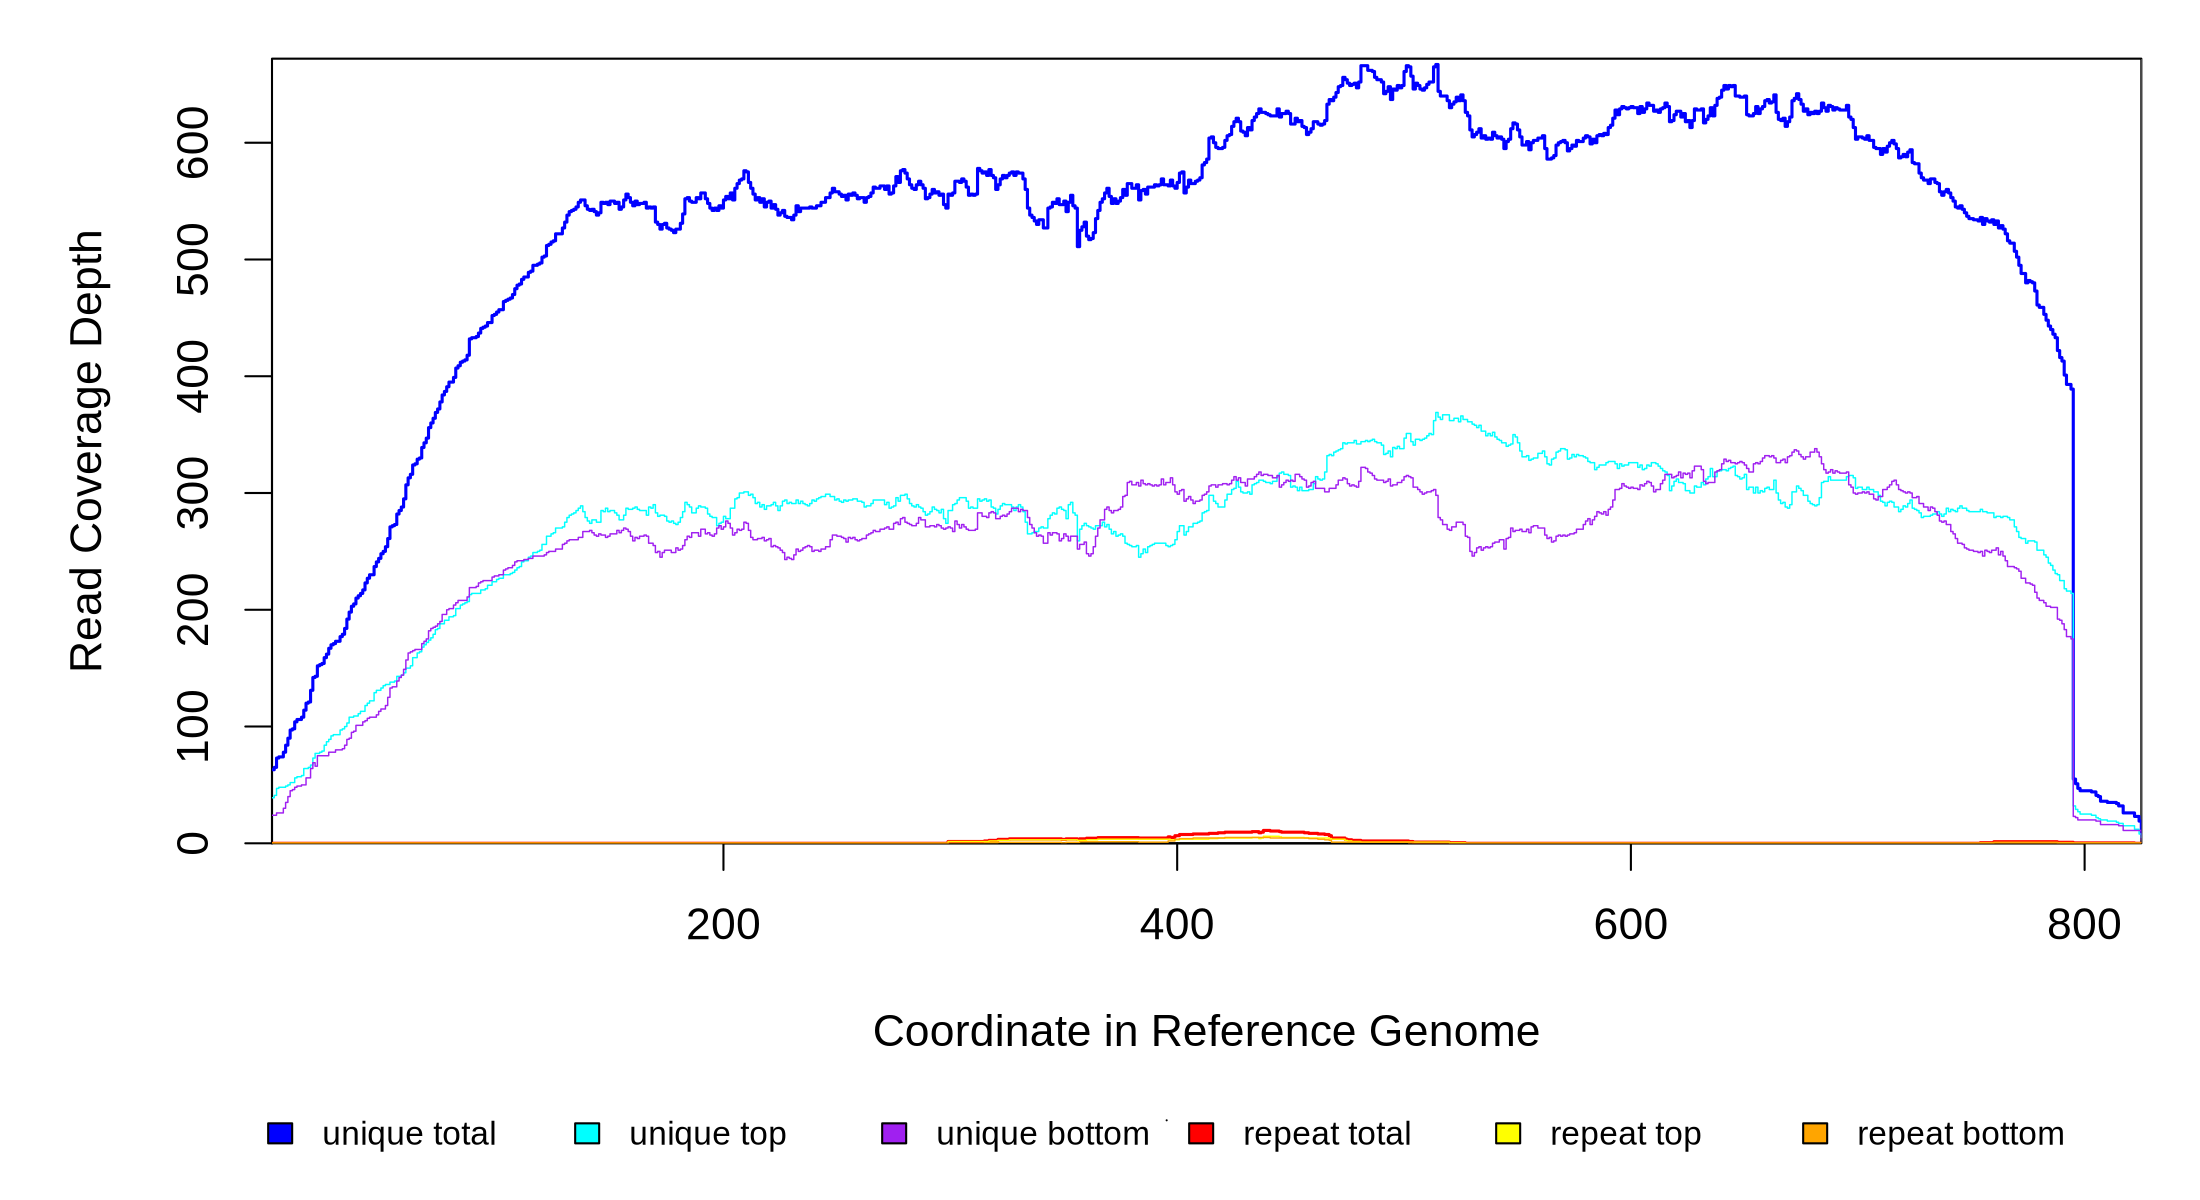 Read Coverage Depth
600
500
400
300
200
100
0
200 400 600 800
Coordinate in Reference Genome
unique total unique top unique bottom repeat total repeat top repeat bottom